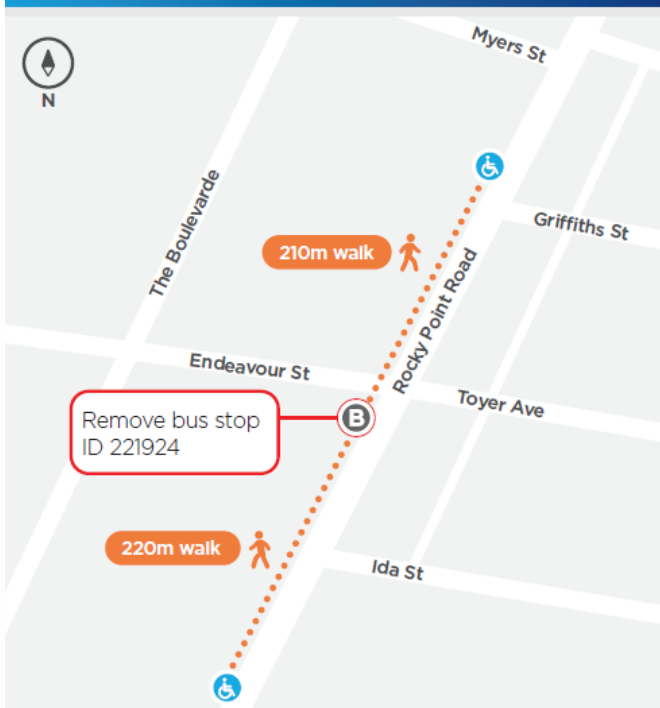 Myers St
N
Griffiths St
The Boulevarde
210m walk
Rocky Point Road
Endeavour St
Toyer Ave
Remove bus stop
ID 221924
B
220m walk
Ida St